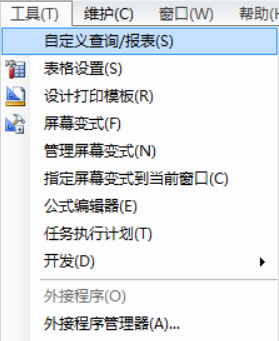 工具(T) 维护(C) 窗口(W) 帮助(
自定义查询/报表(S)
表格设置(S)
设计打印模板(R)
屏幕变式(F)
管理屏幕变式(N)
指定屏幕变式到当前窗口(C)
公式编辑器(E)
任务执行计划(T)
开发(D)
外接程序(O)
外接程序管理器(A)...